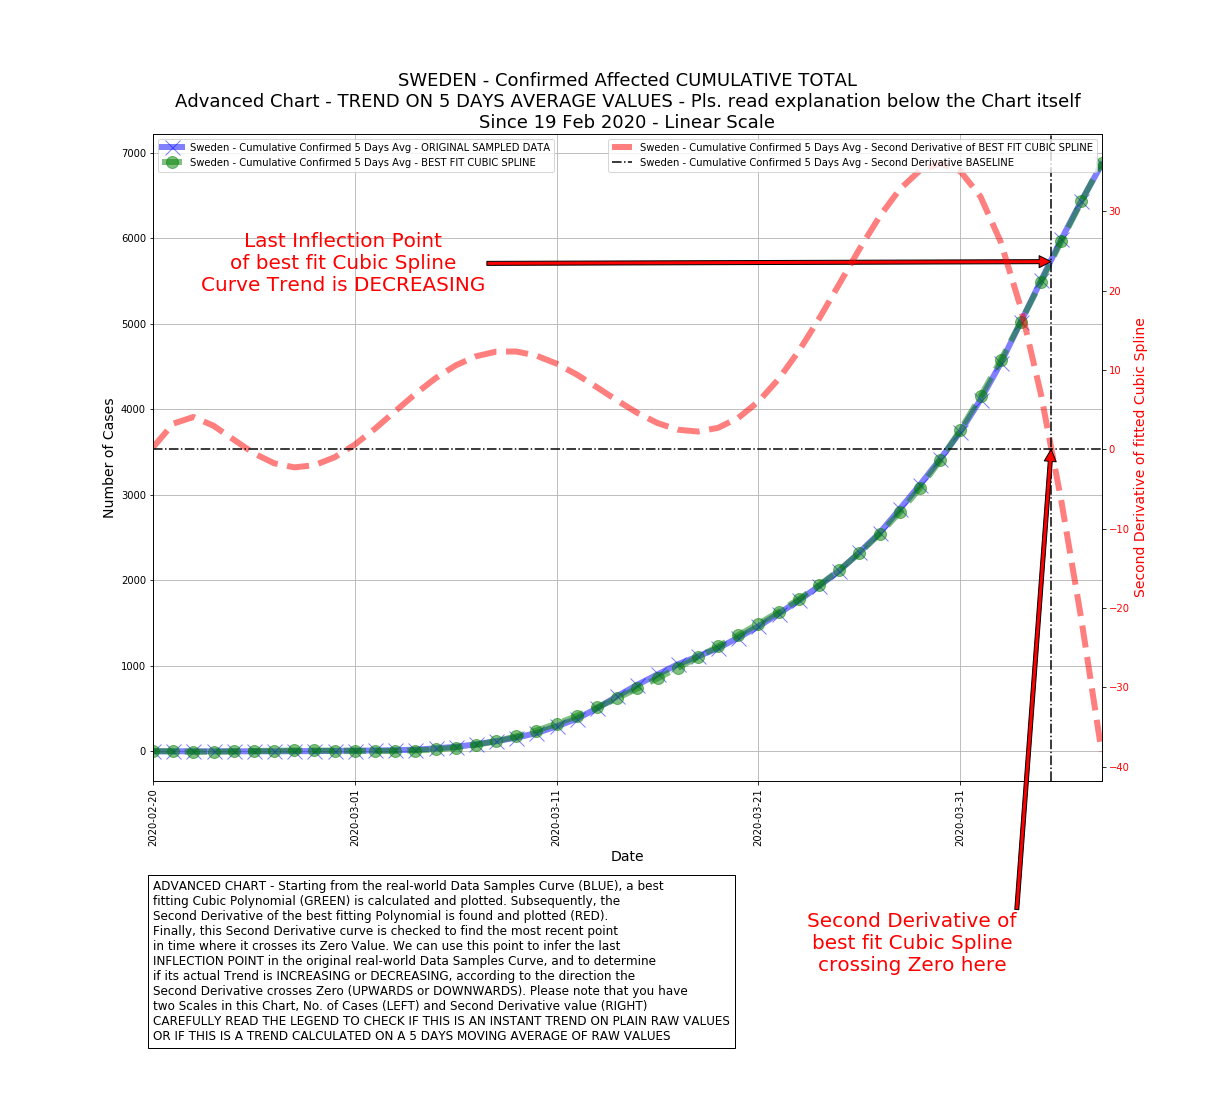 SWEDEN - Confirmed Affected CUMULATIVE TOTAL
Advanced Chart - TREND ON 5 DAYS AVERAGE VALUES - Pls. read explanation below the Chart itself
Since 19 Feb 2020 - Linear Scale
Sweden - Cumulative Confirmed 5 Days Avg - ORIGINAL SAMPLED DATA
Sweden - Cumulative Confirmed 5 Days Avg - BEST FIT CUBIC SPLINE
Sweden - Cumulative Confirmed 5 Days Avg - Second Derivative of BEST FIT CUBIC SPLINE
Sweden - Cumulative Confirmed 5 Days Avg - Second Derivative BASELINE
Last Inflection Point
of best fit Cubic Spline
Curve Trend is DECREASING
Number of Cases
7000
6000
5000
4000
3000
2000
1000
0
30
20
10
0
−10
−20
−30
−40
Second Derivative of fitted Cubic Spline
2020-02-20
2020-03-01
2020-03-11
2020-03-21
2020-03-31
Date
ADVANCED CHART - Starting from the real-world Data Samples Curve (BLUE), a best
fitting Cubic Polynomial (GREEN) is calculated and plotted. Subsequently, the
Second Derivative of the best fitting Polynomial is found and plotted (RED).
Finally, this Second Derivative curve is checked to find the most recent point
in time where it crosses its Zero Value. We can use this point to infer the last
INFLECTION POINT in the original real-world Data Samples Curve, and to determine
if its actual Trend is INCREASING or DECREASING, according to the direction the
Second Derivative crosses Zero (UPWARDS or DOWNWARDS). Please note that you have
two Scales in this Chart, No. of Cases (LEFT) and Second Derivative value (RIGHT)
CAREFULLY READ THE LEGEND TO CHECK IF THIS IS AN INSTANT TREND ON PLAIN RAW VALUES
OR IF THIS IS A TREND CALCULATED ON A 5 DAYS MOVING AVERAGE OF RAW VALUES
Second Derivative of
best fit Cubic Spline
crossing Zero here